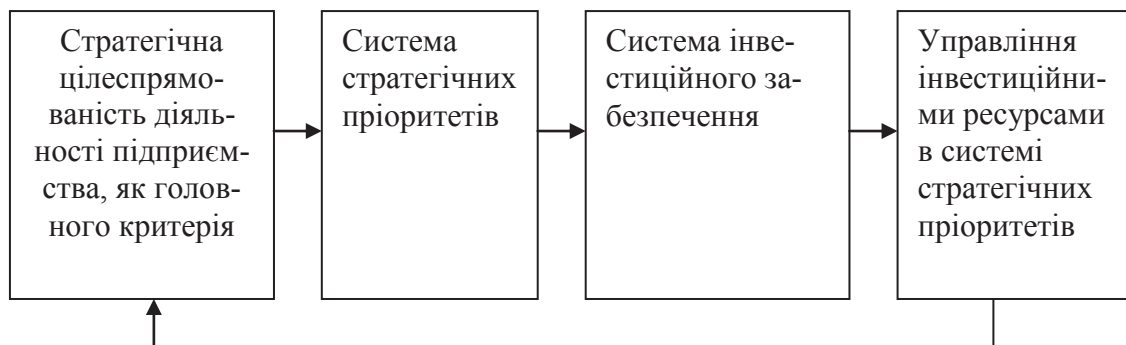 Стратегічна
цілеспрямо-
ваність діяль-
ності підприєм-
ства, як голов-
ного критерія
Система
стратегічних
пріоритетів
Система інве-
стиційного за-
безпечення
Управління
інвестиційни-
ми ресурсами
в системі
стратегічних
пріоритетів